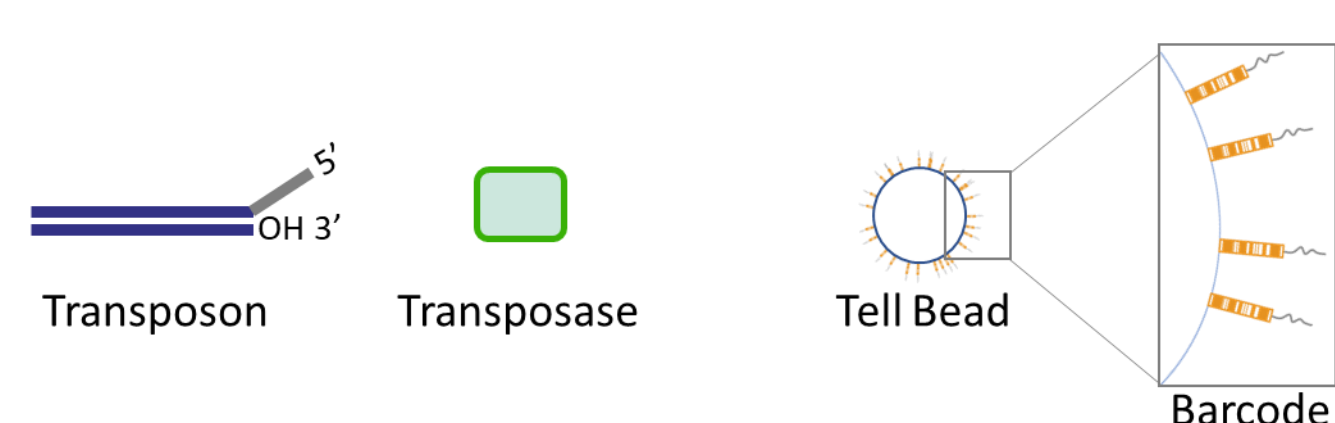 5’
OH 3’
Transposon
Transposase
Tell Bead
Barcode